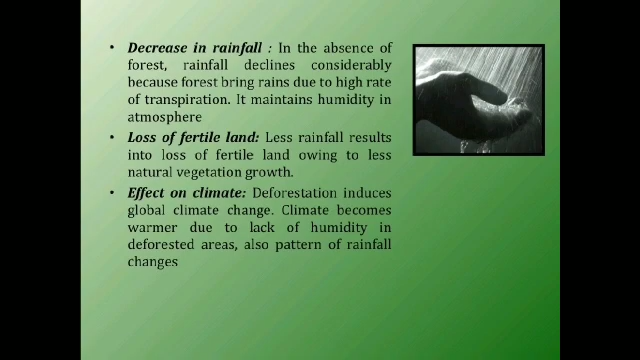 • Decrease in rainfall : In the absence of
forest, rainfall declines considerably
because forest bring rains due to high rate
of transpiration. It maintains humidity in
atmosphere
• Loss of fertile land: Less rainfall results
into loss of fertile land owing to less
natural vegetation growth.
• Effect on climate: Deforestation induces
global climate change. Climate becomes
warmer due to lack of humidity in
deforested areas, also pattern of rainfall
changes